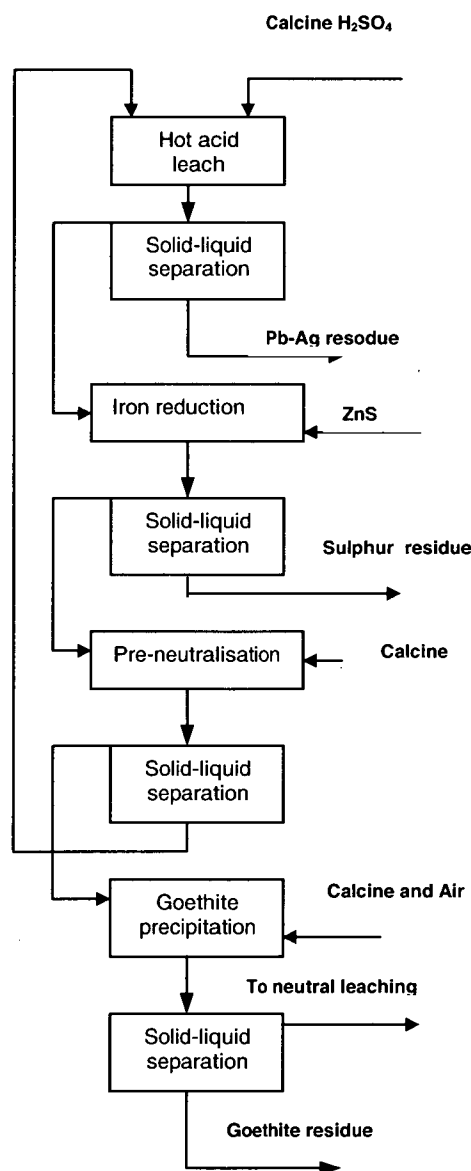 Calcine H₂SO₄
Hot acid
leach
Solid-liquid
separation
Pb-Ag resodue
Iron reduction
ZnS
Solid-liquid
separation
Sulphur residue
Pre-neutralisation
Calcine
Solid-liquid
separation
Calcine and Air
Goethite
precipitation
To neutral leaching
Solid-liquid
separation
Goethite residue